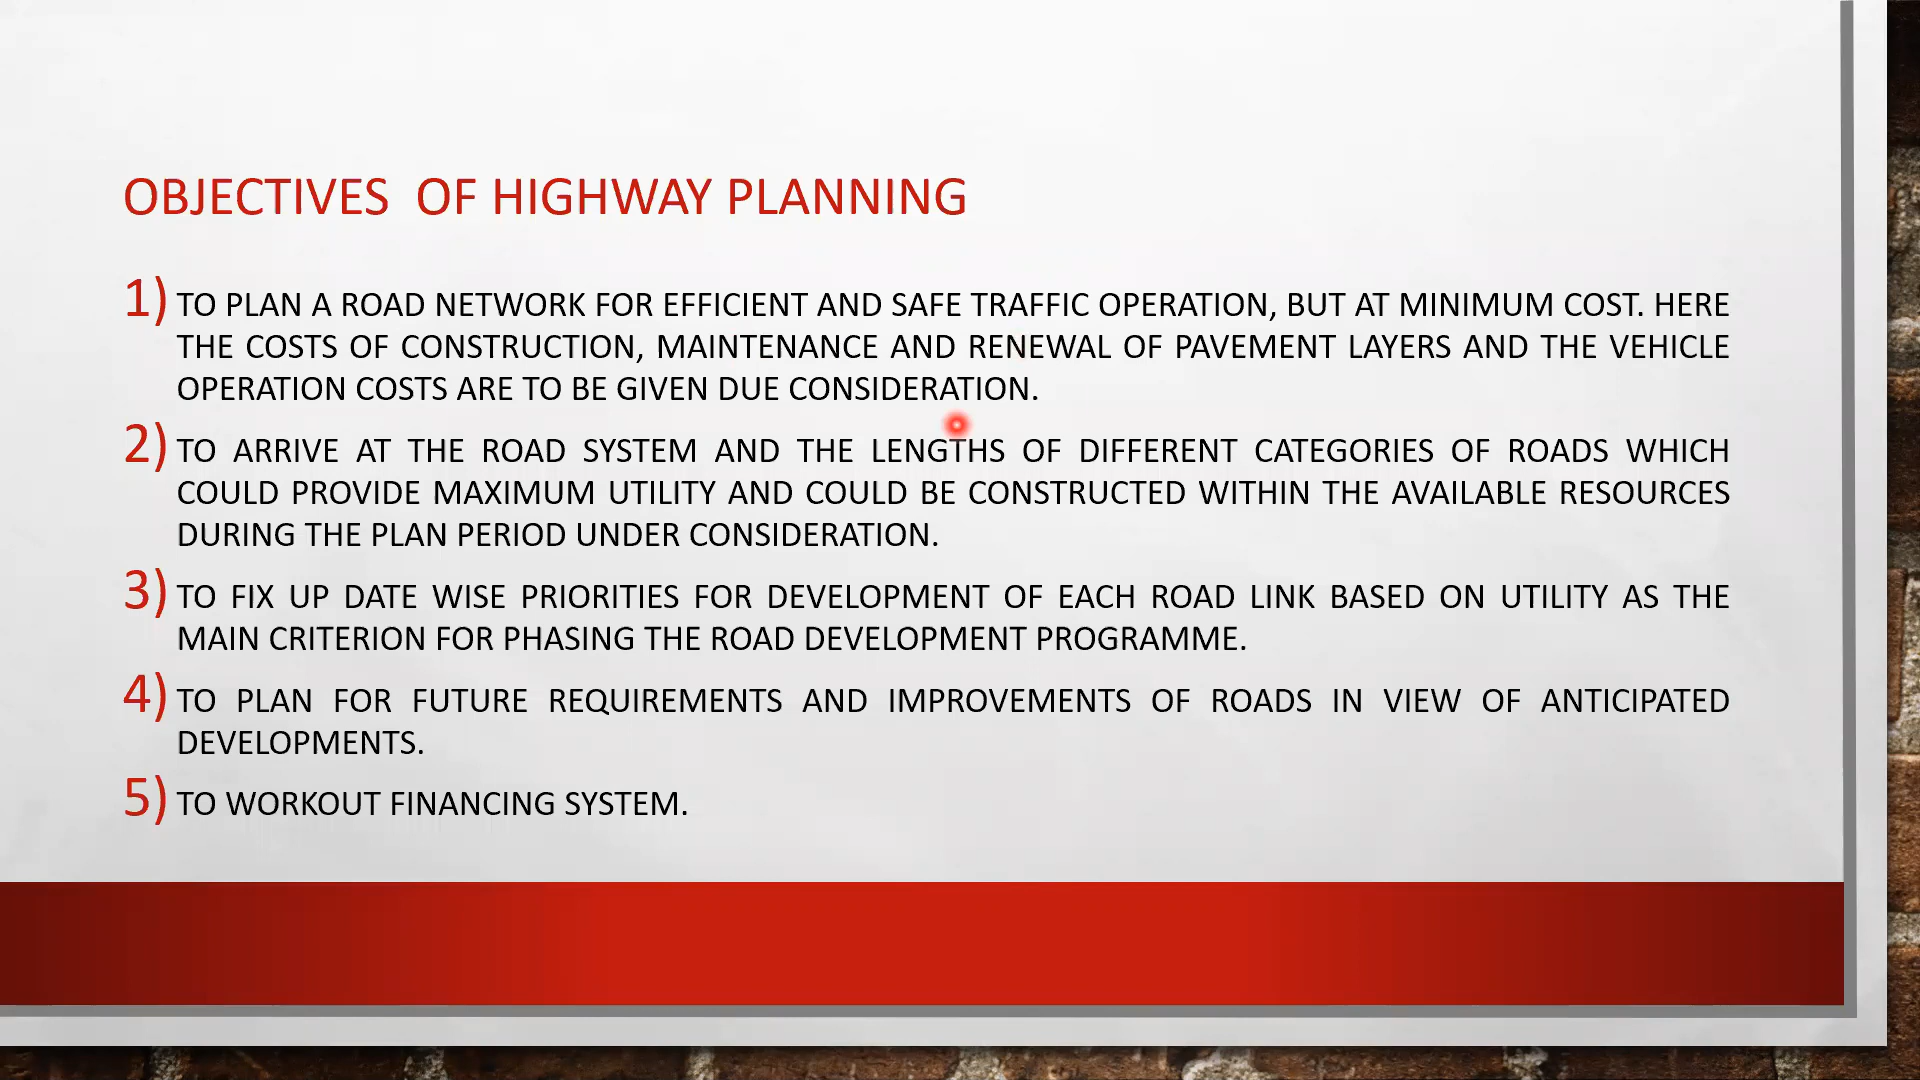 OBJECTIVES  OF HIGHWAY PLANNING
1) TO PLAN A ROAD NETWORK FOR EFFICIENT AND SAFE TRAFFIC OPERATION, BUT AT MINIMUM COST. HERE
THE COSTS OF CONSTRUCTION, MAINTENANCE AND RENEWAL OF PAVEMENT LAYERS AND THE VEHICLE
OPERATION COSTS ARE TO BE GIVEN DUE CONSIDERATION.
2) TO ARRIVE AT THE ROAD SYSTEM AND THE LENGTHS OF DIFFERENT CATEGORIES OF ROADS WHICH
COULD PROVIDE MAXIMUM UTILITY AND COULD BE CONSTRUCTED WITHIN THE AVAILABLE RESOURCES
DURING THE PLAN PERIOD UNDER CONSIDERATION.
3) TO FIX UP DATE WISE PRIORITIES FOR DEVELOPMENT OF EACH ROAD LINK BASED ON UTILITY AS THE
MAIN CRITERION FOR PHASING THE ROAD DEVELOPMENT PROGRAMME.
4) TO PLAN FOR FUTURE REQUIREMENTS AND IMPROVEMENTS OF ROADS IN VIEW OF ANTICIPATED
DEVELOPMENTS.
5) TO WORKOUT FINANCING SYSTEM.